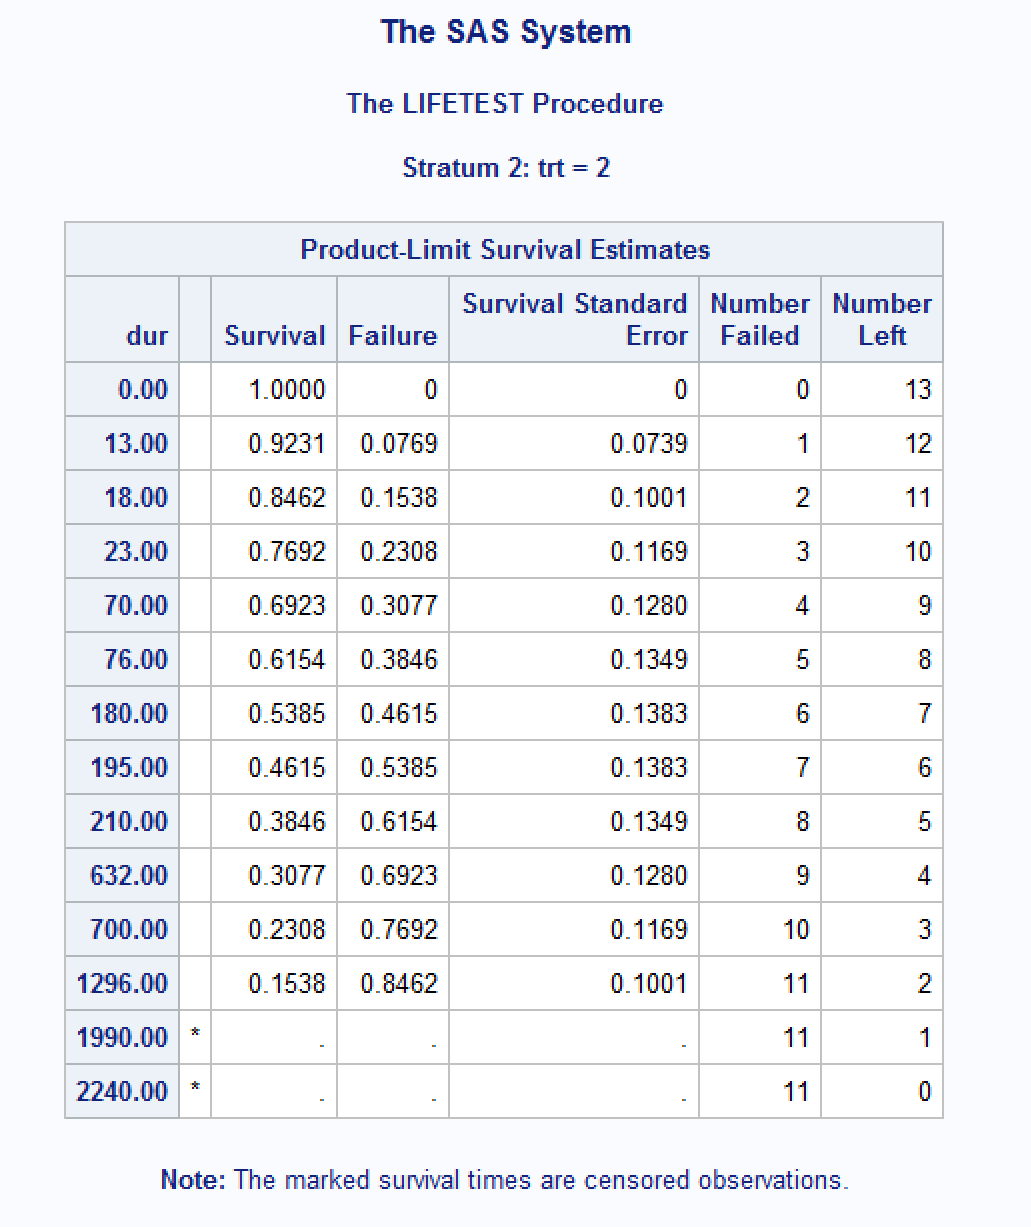 The SAS System
The LIFETEST Procedure
Stratum 2: trt = 2
Product-Limit Survival Estimates
dur Survival Failure Survival Standard Error Number Failed Number Left
0.00 1.0000 0 0 0 13
13.00 0.9231 0.0769 0.0739 1 12
18.00 0.8462 0.1538 0.1001 2 11
23.00 0.7692 0.2308 0.1169 3 10
70.00 0.6923 0.3077 0.1280 4 9
76.00 0.6154 0.3846 0.1349 5 8
180.00 0.5385 0.4615 0.1383 6 7
195.00 0.4615 0.5385 0.1383 7 6
210.00 0.3846 0.6154 0.1349 8 5
632.00 0.3077 0.6923 0.1280 9 4
700.00 0.2308 0.7692 0.1169 10 3
1296.00 0.1538 0.8462 0.1001 11 2
1990.00 * . . . 11 1
2240.00 * . . . 11 0
Note: The marked survival times are censored observations.